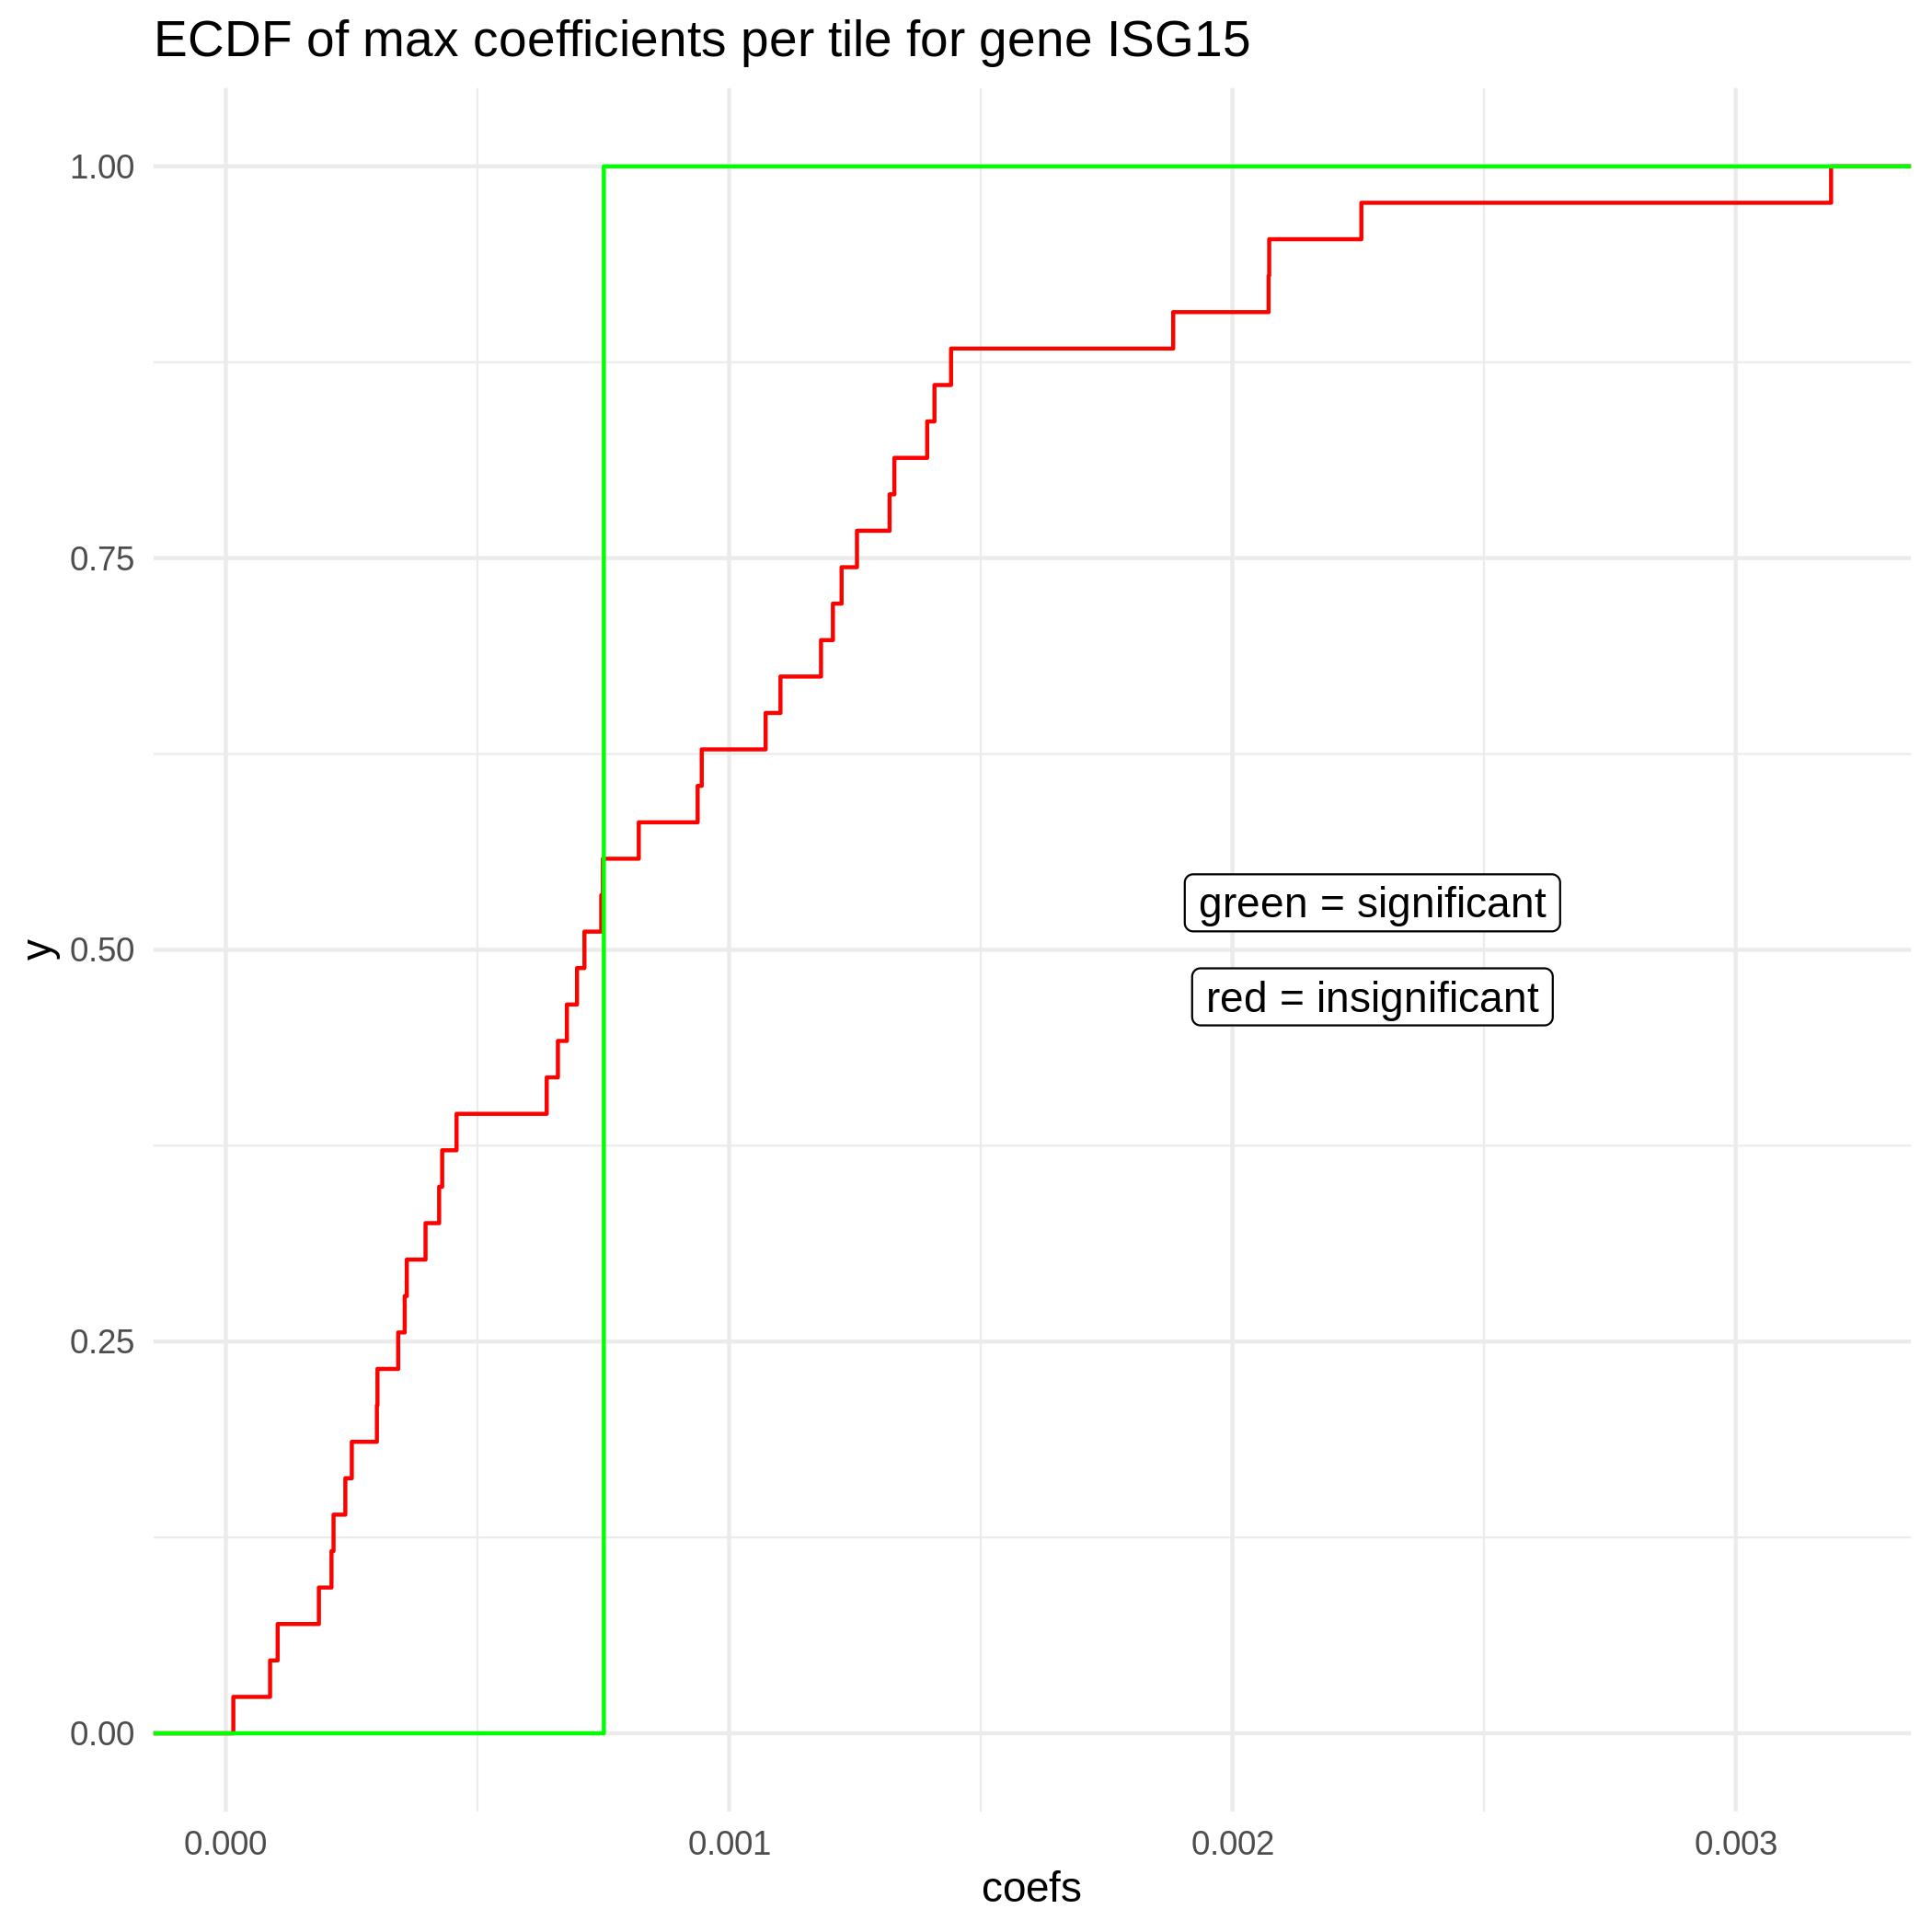 ECDF of max coefficients per tile for gene ISG15
1.00
0.75
0.50
0.25
0.00
y
green = significant
red = insignificant
0.000 0.001 0.002 0.003
coefs